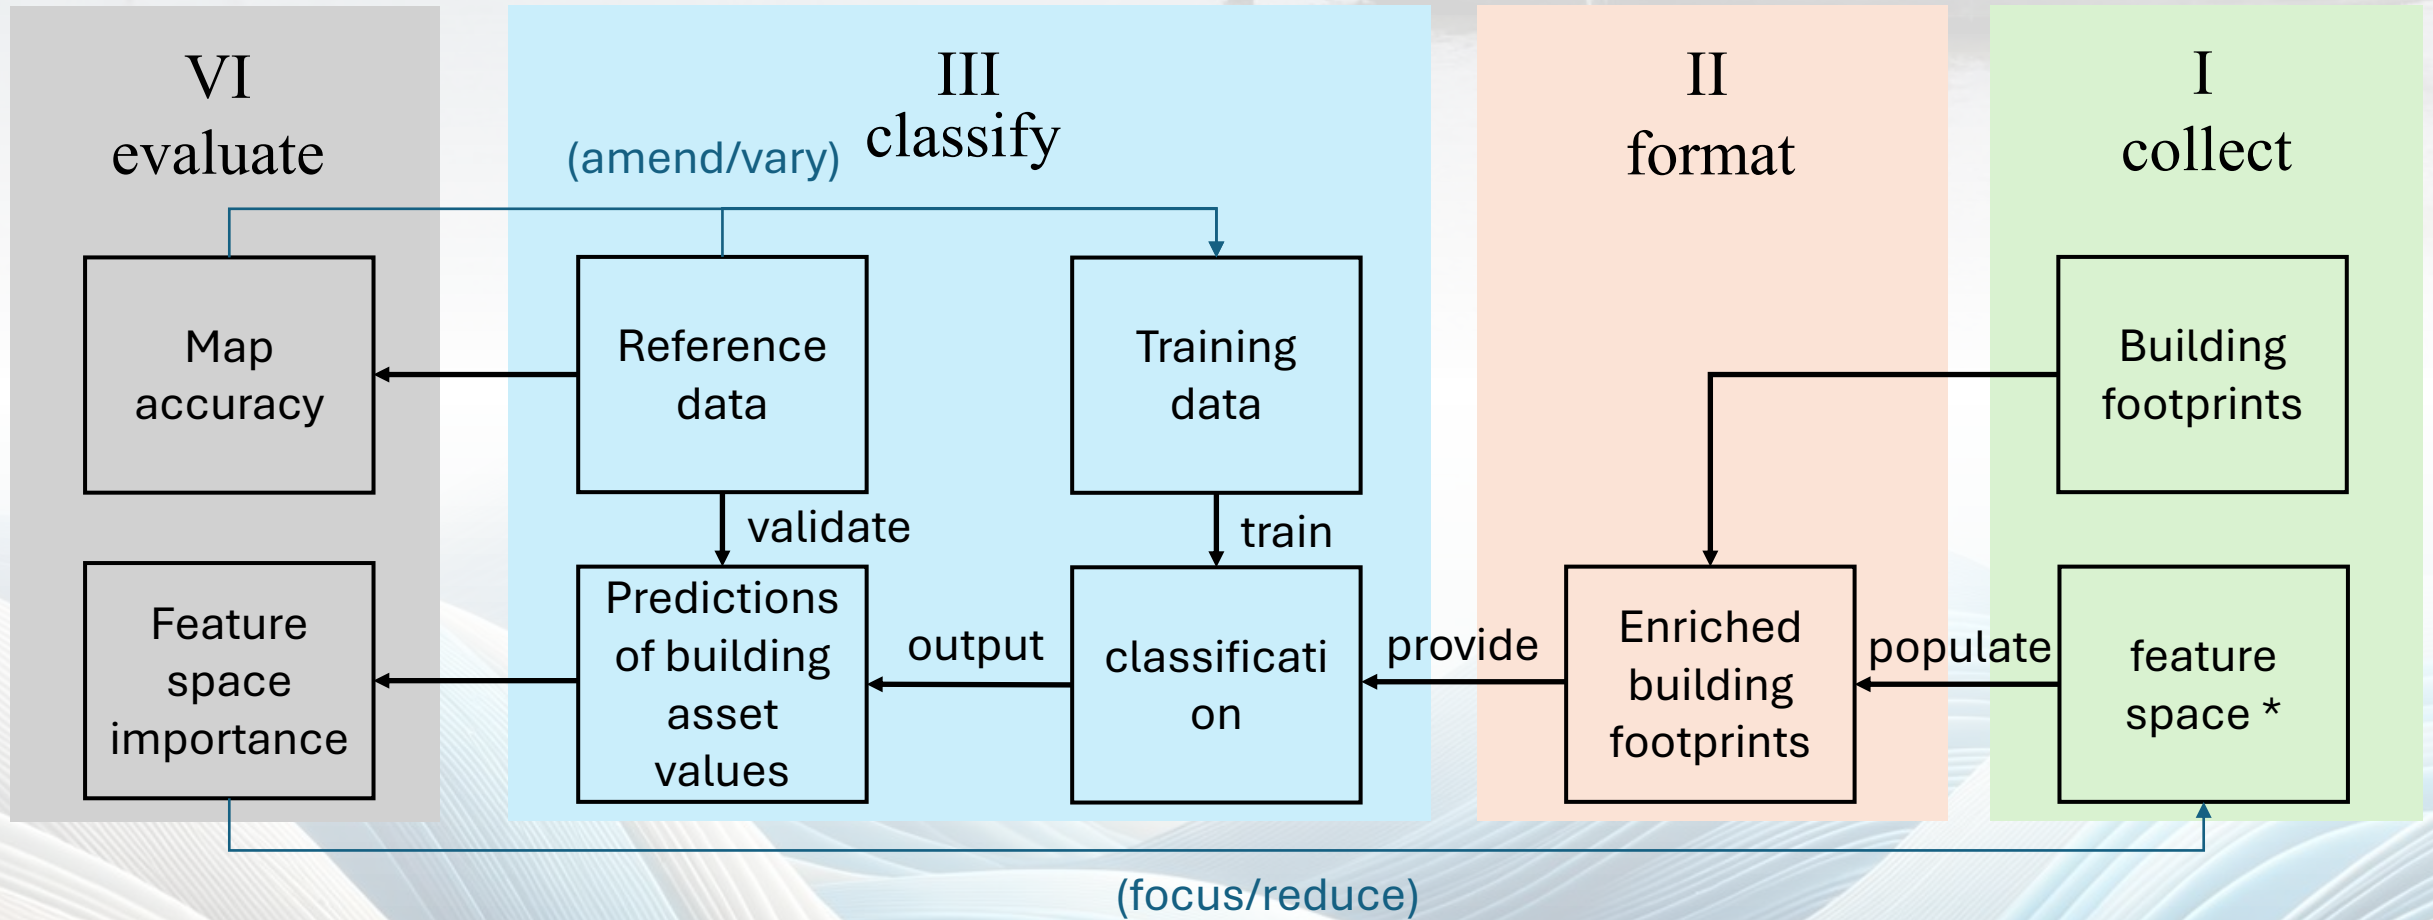 VI
evaluate
III
classify
(amend/vary)
II
format
I
collect
Map
accuracy
Reference
data
Training
data
Building
footprints
validate
train
Feature
space
importance
Predictions
of building
asset
values
output
classificati
on
provide
Enriched
building
footprints
populate
feature
space *
(focus/reduce)